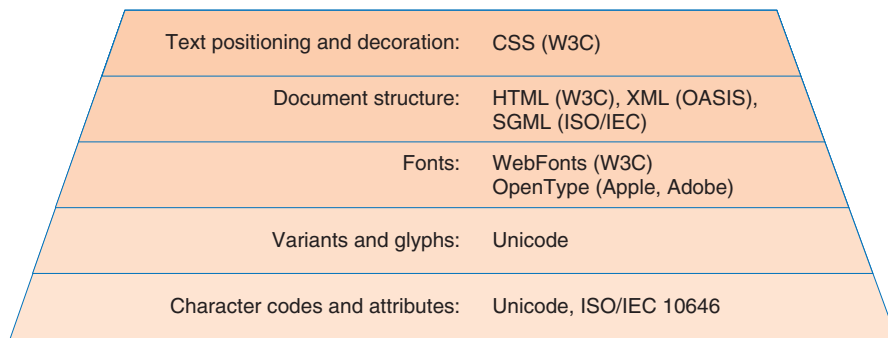 Text positioning and decoration: CSS (W3C)
Document structure: HTML (W3C), XML (OASIS),
SGML (ISO/IEC)
Fonts: WebFonts (W3C)
OpenType (Apple, Adobe)
Variants and glyphs: Unicode
Character codes and attributes: Unicode, ISO/IEC 10646